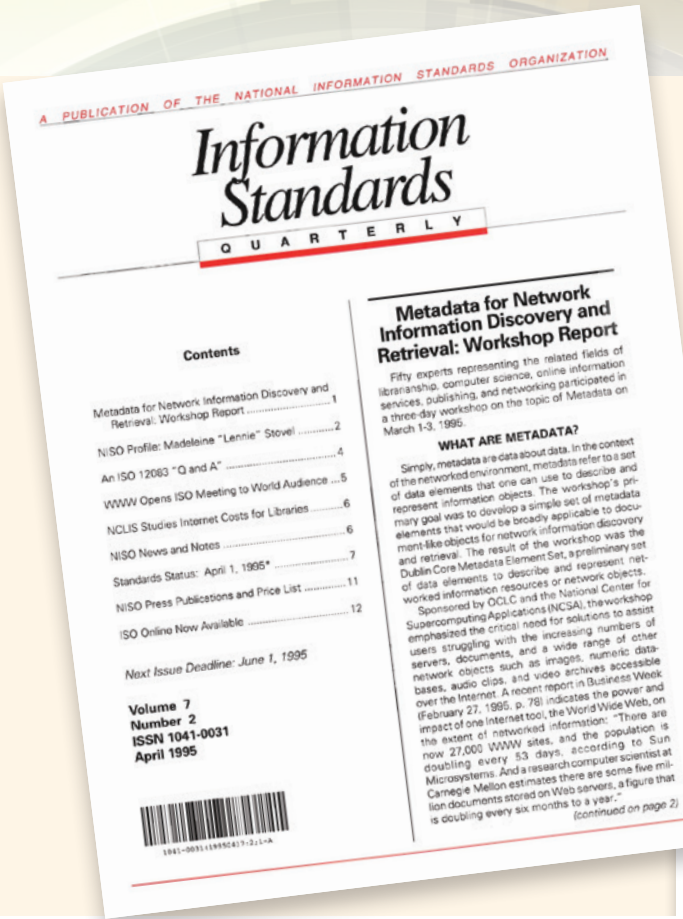 A PUBLICATION OF THE NATIONAL INFORMATION STANDARDS ORGANIZATION
Information
Standards
QUARTERLY
Contents
Metadata for Network Information Discovery and
Retrieval: Workshop Report ........................... 1
NISO Profile: Madeleine "Lennie" Stovel ........... 2
An ISO 12083 "Q and A" ................................. 4
WWW Opens ISO Meeting to World Audience ... 5
NCLIS Studies Internet Costs for Libraries ........ 6
NISO News and Notes ..................................... 6
Standards Status: April 1, 1995* ..................... 7
NISO Press Publications and Price List ............ 11
ISO Online Now Available .............................. 12
Next Issue Deadline: June 1, 1995
Volume 7
Number 2
ISSN 1041-0031
April 1995
Metadata for Network
Information Discovery and
Retrieval: Workshop Report
Fifty experts representing the related fields of
librarianship, computer science, online information
services, publishing, and networking participated in
a three-day workshop on the topic of Metadata on
March 1-3, 1995.
WHAT ARE METADATA?
Simply, metadata are data about data. In the context
of the networked environment, metadata refer to a set
of data elements that one can use to describe and
represent information objects. The workshop's pri-
mary goal was to develop a simple set of metadata
elements that would be broadly applicable to docu-
ment-like objects for network information discovery
and retrieval. The result of the workshop was the
Dublin Core Metadata Element Set, a preliminary set
of data elements to describe and represent net-
worked information resources or network objects.
Sponsored by OCLC and the National Center for
Supercomputing Applications (NCSA), the workshop
emphasized the critical need for solutions to assist
users struggling with the increasing numbers of
servers, documents, and a wide range of other
network objects such as images, numeric data-
bases, audio clips, and video archives accessible
over the Internet. A recent report in Business Week
(February 27, 1995, p. 78) indicates the power and
impact of one Internet tool, the World Wide Web, on
the extent of networked information: "There are
now 27,000 WWW sites, and the population is
doubling every 53 days, according to Sun
Microsystems. And a research computer scientist at
Carnegie Mellon estimates there are some five mil-
lion documents stored on Web servers, a figure that
is doubling every six months to a year."
(continued on page 2)